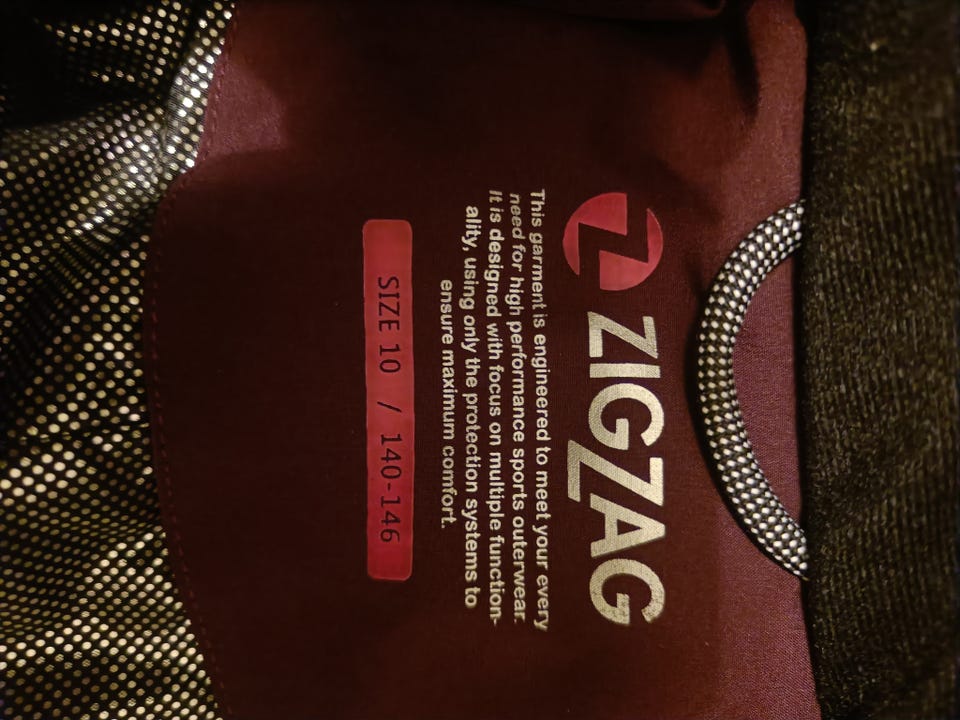 ZIGZAG
This garment is engineered to meet your every
need for high performance sports outerwear.
It is designed with focus on multiple function-
ality, using only the protection systems to
ensure maximum comfort.
SIZE 10 / 140-146